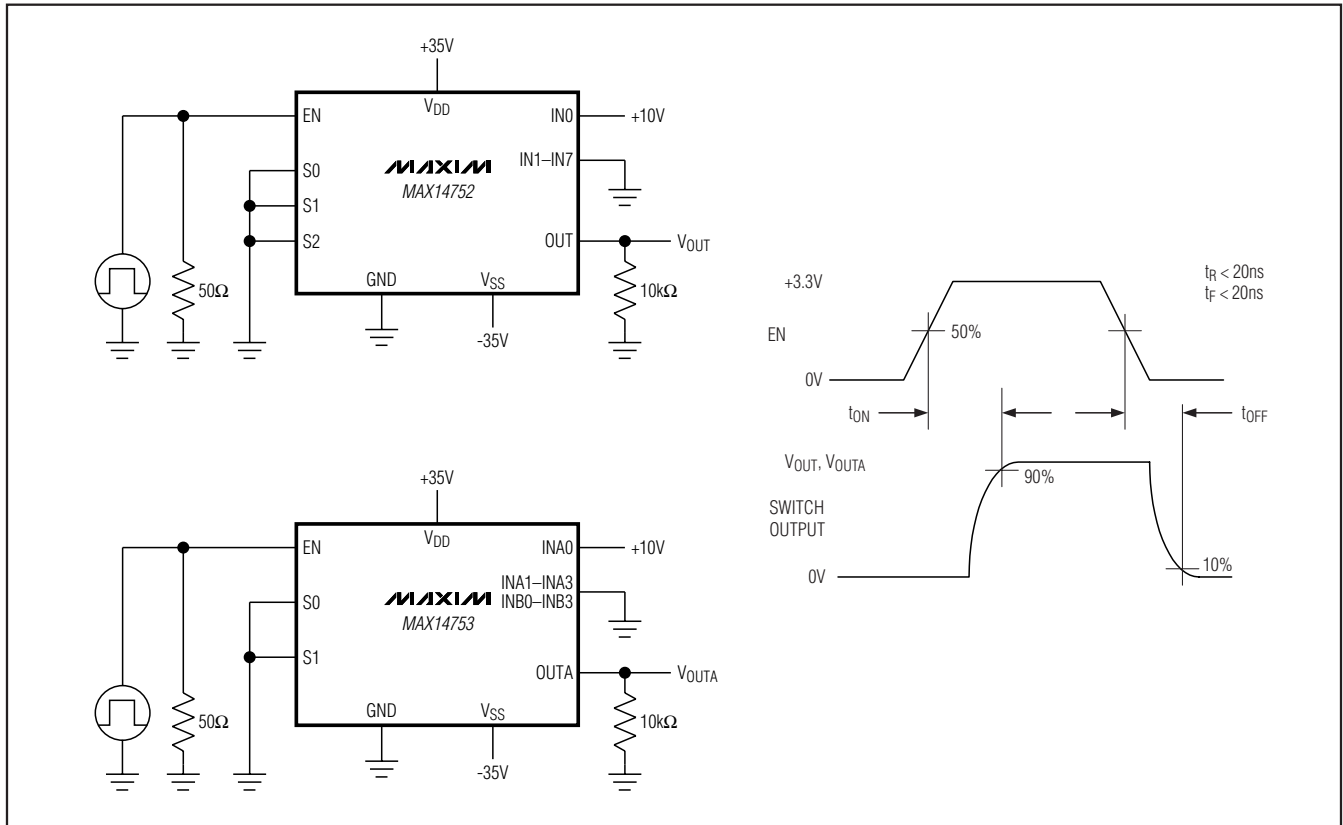 +35V
VDD
EN
S0
S1
S2
MAXIM
MAX14752
IN0
+10V
IN1–IN7
OUT
VOUT
GND
VSS
50Ω
10kΩ
-35V
+35V
VDD
EN
S0
S1
MAXIM
MAX14753
INA0
+10V
INA1–INA3
INB0–INB3
OUTA
VOUTA
GND
VSS
50Ω
10kΩ
-35V
+3.3V
tR < 20ns
tF < 20ns
EN
50%
0V
tON
tOFF
VOUT, VOUTA
90%
SWITCH
OUTPUT
0V
10%